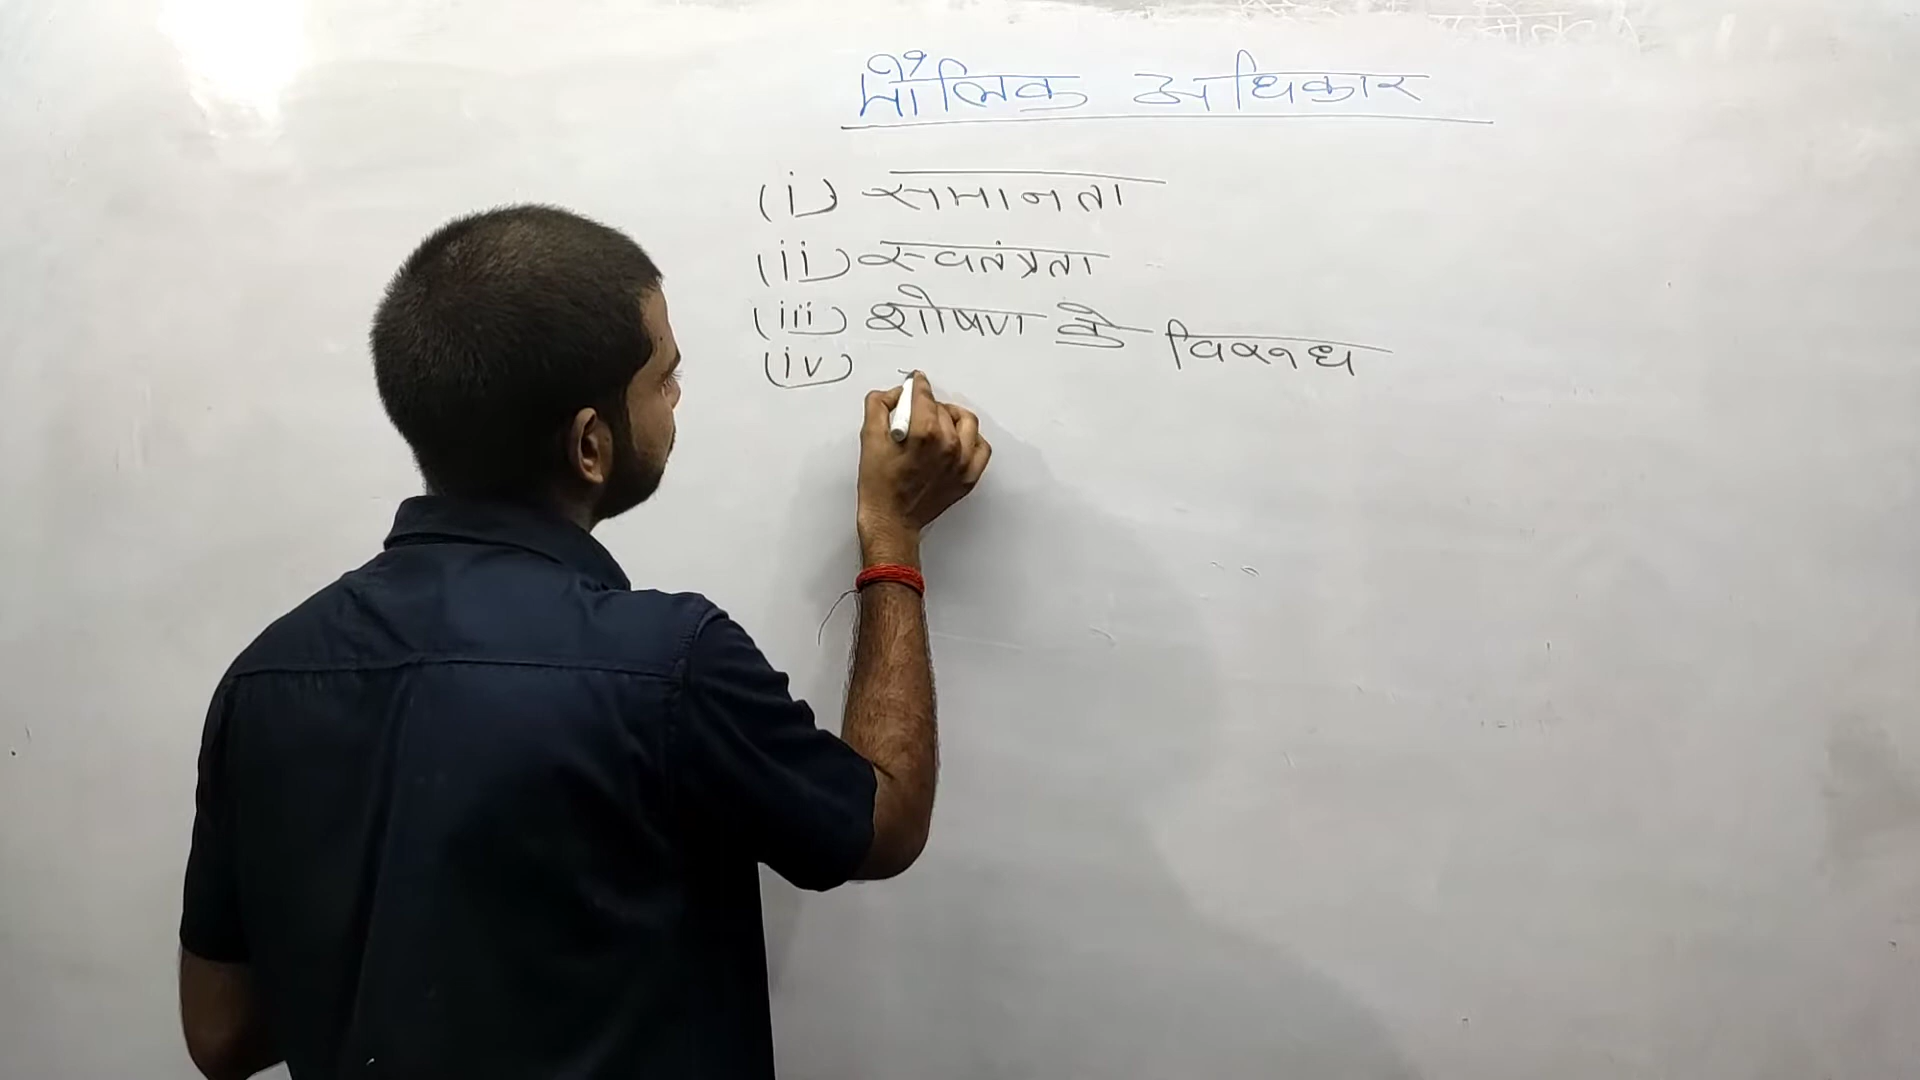 मौलिक अधिकार
(i) समानता
(ii) स्वतंत्रता
(iii) शोषण के विरूध
(iv)